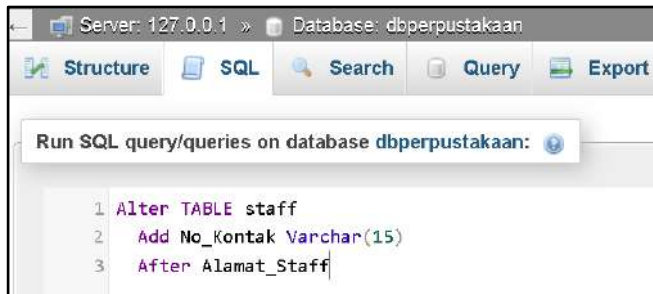 ← Server: 127.0.0.1 » Database: dbperpustakaan
Structure SQL Search Query Export
Run SQL query/queries on database dbperpustakaan:
1 Alter TABLE staff
2 Add No_Kontak Varchar(15)
3 After Alamat_Staff